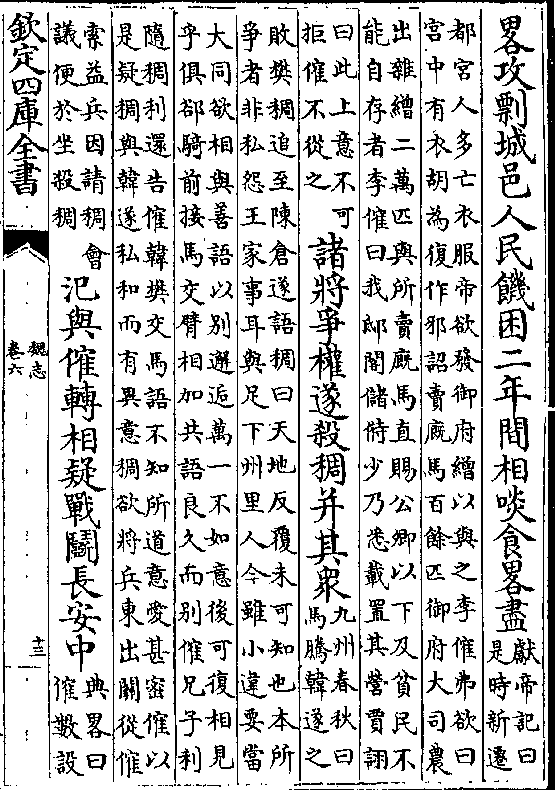 畧攻剽城邑人民饑困二年間相啖食畧盡
獻帝記曰
是時新遷
都宫人多亡衣服帝欲發御府繒以與之李傕弗欲曰
宫中有衣胡為復作邪詔賣廐馬百餘匹御府大司農
出雜繒二萬匹與所賣廐馬直賜公卿以下及貧民不
能自存者李傕曰我邸閣儲偫少乃悉載置其營賈詡
曰此上意不可
拒傕不從之
諸將爭權遂殺稠并其衆
九州春秋曰
馬騰韓遂之
敗樊稠追至陳倉遂語稠曰天地反覆未可知也本所
爭者非私怨王家事耳與足下州里人今雖小違要當
大同欲相與善語以別邂逅萬一不如意後可復相見
乎俱郤騎前接馬交臂相加共語良久而別傕兄子利
隨稠利還告傕韓樊交馬語不知所道意愛甚密傕以
是疑稠與韓遂私和而有異意稠欲將兵東出關從傕
索益兵因請稠會
議便於坐殺稠
汜與傕轉相疑戰鬭長安中
典畧曰
傕數設
欽定四庫全書
魏志
卷六
十三